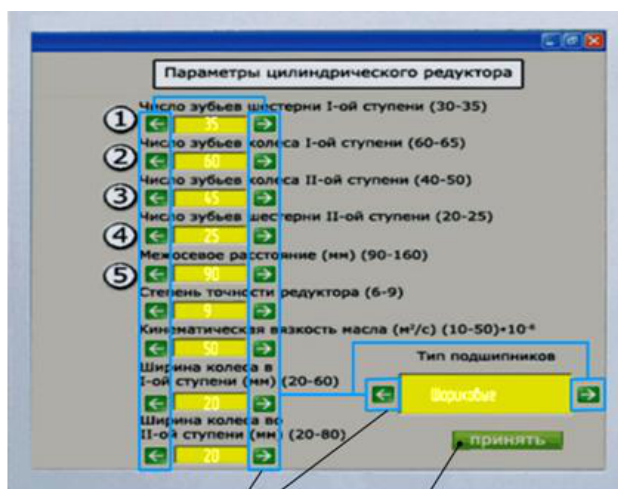 Параметры цилиндрического редуктора
Число зубьев шестерни I-ой ступени (30-35)
1
35
Число зубьев колеса I-ой ступени (60-65)
2
60
Число зубьев колеса II-ой ступени (40-50)
3
45
Число зубьев шестерни II-ой ступени (20-25)
4
25
Межосевое расстояние (мм) (90-160)
5
90
Степень точности редуктора (6-9)
9
Кинематическая вязкость масла (м²/с) (10-50)*10⁻⁶
50
Ширина колеса в
I-ой ступени (мм) (20-60)
20
Ширина колеса во
II-ой ступени (мм) (20-80)
20
Тип подшипников
Шариковые
принять